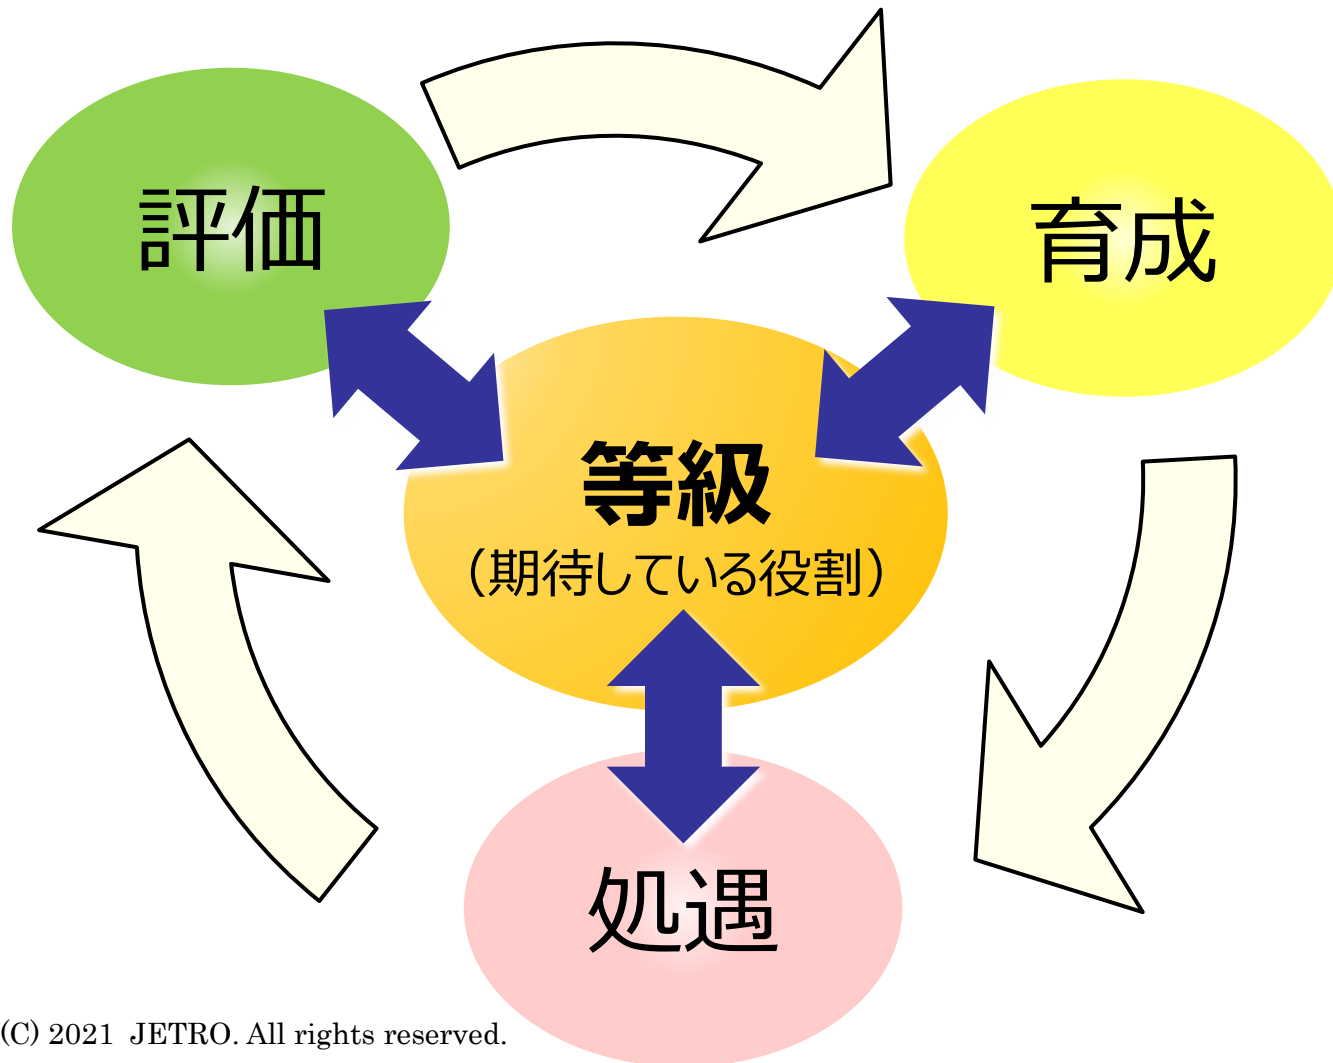 評価
育成
等級
（期待している役割）
処遇
(C) 2021 JETRO. All rights reserved.